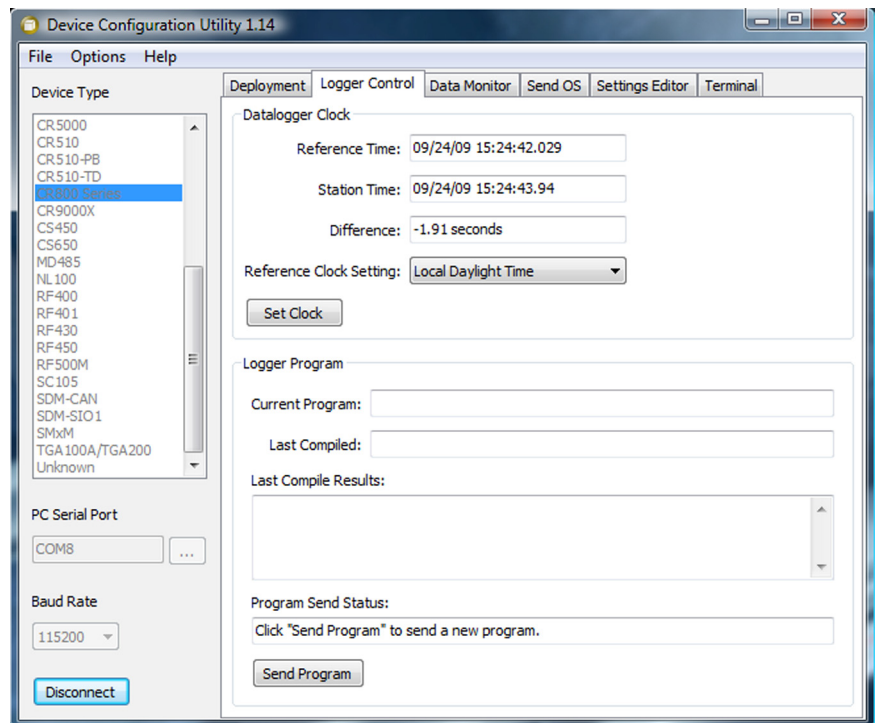 Device Configuration Utility 1.14
File Options Help
Device Type
CR5000
CR510
CR510-PB
CR510-TD
CR800 Series
CR9000X
CS450
CS650
MD485
NL100
RF400
RF401
RF430
RF450
RF500M
SC105
SDM-CAN
SDM-SIO1
SMxM
TGA100A/TGA200
Unknown
PC Serial Port
COM8
...
Baud Rate
115200
Disconnect
Deployment Logger Control Data Monitor Send OS Settings Editor Terminal
Datalogger Clock
Reference Time: 09/24/09 15:24:42.029
Station Time: 09/24/09 15:24:43.94
Difference: -1.91 seconds
Reference Clock Setting: Local Daylight Time
Set Clock
Logger Program
Current Program:
Last Compiled:
Last Compile Results:
Program Send Status:
Click "Send Program" to send a new program.
Send Program